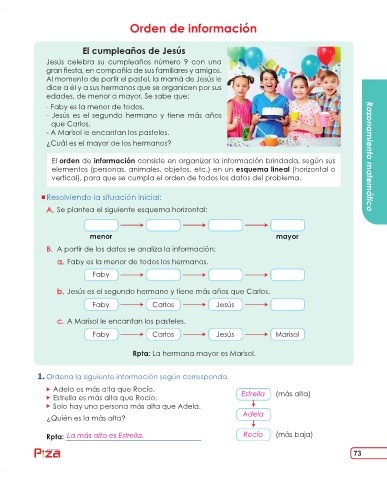 Orden de información
El cumpleaños de Jesús
Jesús celebra su cumpleaños número 9 con una
gran fiesta, en compañía de sus familiares y amigos.
Al momento de partir el pastel, la mamá de Jesús le
dice a él y a sus hermanos que se organicen por sus
edades, de menor a mayor. Se sabe que:
- Faby es la menor de todos.
- Jesús es el segundo hermano y tiene más años
que Carlos.
- A Marisol le encantan los pasteles.
¿Cuál es el mayor de los hermanos?
El orden de información consiste en organizar la información brindada, según sus
elementos (personas, animales, objetos, etc.) en un esquema lineal (horizontal o
vertical), para que se cumpla el orden de todos los datos del problema.
Razonamiento matemático
Resolviendo la situación inicial:
A. Se plantea el siguiente esquema horizontal:
menor mayor
B. A partir de los datos se analiza la información:
a. Faby es la menor de todos los hermanos.
Faby
b. Jesús es el segundo hermano y tiene más años que Carlos.
Faby Carlos Jesús
c. A Marisol le encantan los pasteles.
Faby Carlos Jesús Marisol
Rpta: La hermana mayor es Marisol.
1. Ordena la siguiente información según corresponda.
Adela es más alta que Rocío.
Estrella es más alta que Rocío.
Solo hay una persona más alta que Adela.
¿Quién es la más alta?
Rpta: La más alta es Estrella.
Estrella (más alta)
Adela
Rocío (más baja)
73